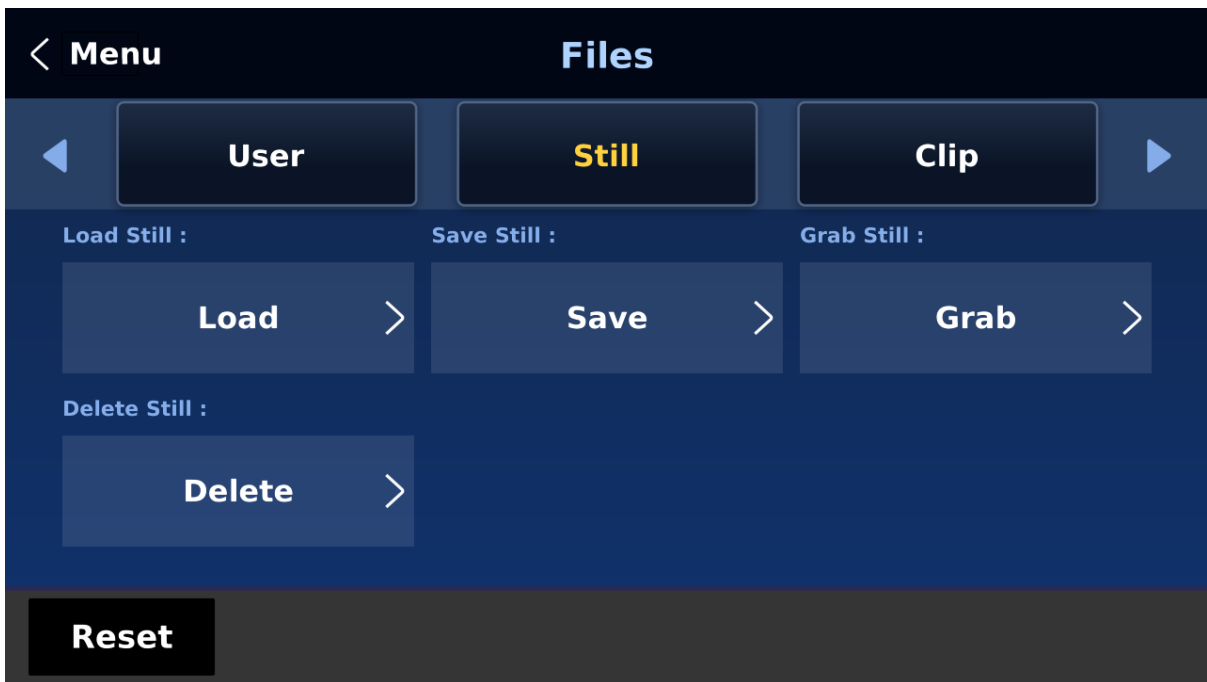 Menu
Files
User
Still
Clip
Load Still :
Save Still :
Grab Still :
Load
Save
Grab
Delete Still :
Delete
Reset